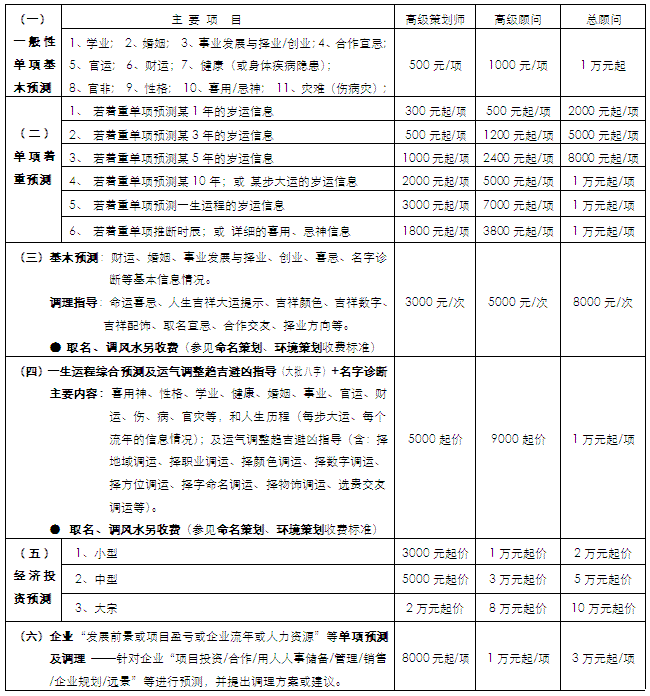 （一）
一般性
单项基
本预测
主 要 项 目
高级策划师
高级顾问
总顾问
1、学业； 2、婚姻； 3、事业发展与择业/创业；4、合作宜忌；
5、官运； 6、财运；7、健康（或身体疾病隐患）；
8、官非； 9、性格； 10、喜用/忌神； 11、灾难（伤病灾）；
500 元/项
1000 元/项
1 万元起
（二）
单项着
重预测
1、 若着重单项预测某 1 年的岁运信息
300 元起/项
500 元起/项
2000 元起/项
2、 若着重单项预测某 3 年的岁运信息
500 元起/项
1200 元起/项
5000 元起/项
3、 若着重单项预测某 5 年的岁运信息
1000 元起/项
2400 元起/项
8000 元起/项
4、 若着重单项预测某 10 年；或 某步大运的岁运信息
2000 元起/项
5000 元起/项
1 万元起/项
5、 若着重单项预测一生运程的岁运信息
3000 元起/项
7000 元起/项
1 万元起/项
6、 若着重单项推断时辰；或 详细的喜用、忌神信息
1800 元起/项
3800 元起/项
1 万元起/项
（三）基本预测：财运、婚姻、事业发展与择业、创业、喜忌、名字诊
断等基本信息情况。
调理指导：命运喜忌、人生吉祥大运提示、吉祥颜色、吉祥数字、
吉祥配饰、取名宜忌、合作交友、择业方向等。
● 取名、调风水另收费（参见命名策划、环境策划收费标准）
3000 元/次
5000 元/次
8000 元/次
（四）一生运程综合预测及运气调整趋吉避凶指导（大批八字）+名字诊断
主要内容：喜用神、性格、学业、健康、婚姻、事业、官运、财
运、伤、病、官灾等，和人生历程（每步大运、每个
流年的信息情况）；及运气调整趋吉避凶指导（含：择
地域调运、择职业调运、择颜色调运、择数字调运、
择方位调运、择字命名调运、择物饰调运、选贵交友
调运等）。
● 取名、调风水另收费（参见命名策划、环境策划收费标准）
5000 起价
9000 起价
1 万元起/项
（五）
经济投
资预测
1、小型
3000 元起价
1 万元起价
2 万元起价
2、中型
5000 元起价
3 万元起价
5 万元起价
3、大宗
2 万元起价
8 万元起价
10 万元起价
（六）企业“发展前景或项目盈亏或企业流年或人力资源”等单项预测
及调理 ——针对企业“项目投资/合作/用人人事储备/管理/销售
/企业规划/远景”等进行预测，并提出调理方案或建议。
8000 元起/项
1 万元/项
3 万元/项